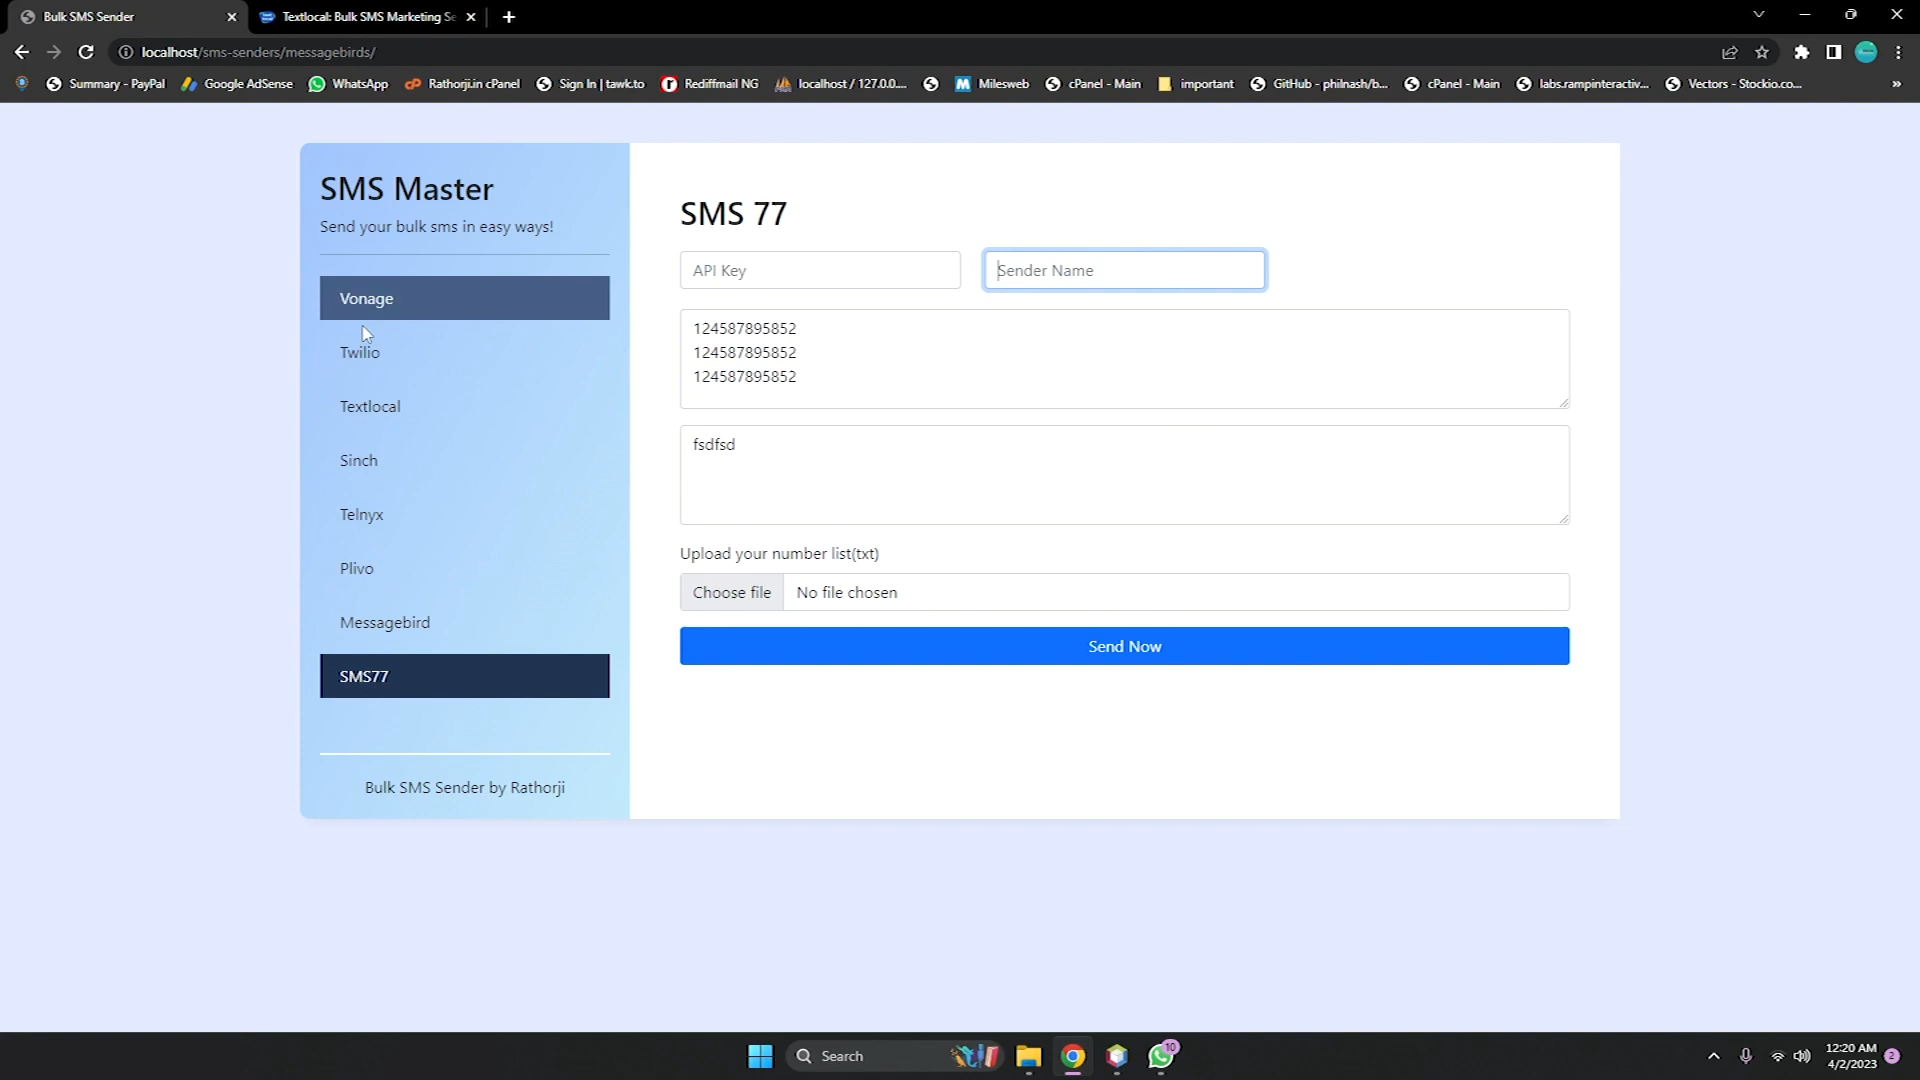 Bulk SMS Sender
Textlocal: Bulk SMS Marketing Se
localhost/sms-senders/messagebirds/
Summary - PayPal
Google AdSense
WhatsApp
Rathorji.in cPanel
Sign In | tawk.to
Rediffmail NG
localhost / 127.0.0....
Milesweb
cPanel - Main
important
GitHub - philnash/b...
cPanel - Main
labs.rampinteractiv...
Vectors - Stockio.co...
»
SMS Master
Send your bulk sms in easy ways!
Vonage
Twilio
Textlocal
Sinch
Telnyx
Plivo
Messagebird
SMS77
Bulk SMS Sender by Rathorji
SMS 77
API Key
Sender Name
124587895852
124587895852
124587895852
fsdfsd
Upload your number list(txt)
Choose file
No file chosen
Send Now
Search
10
12:20 AM
4/2/2023
2